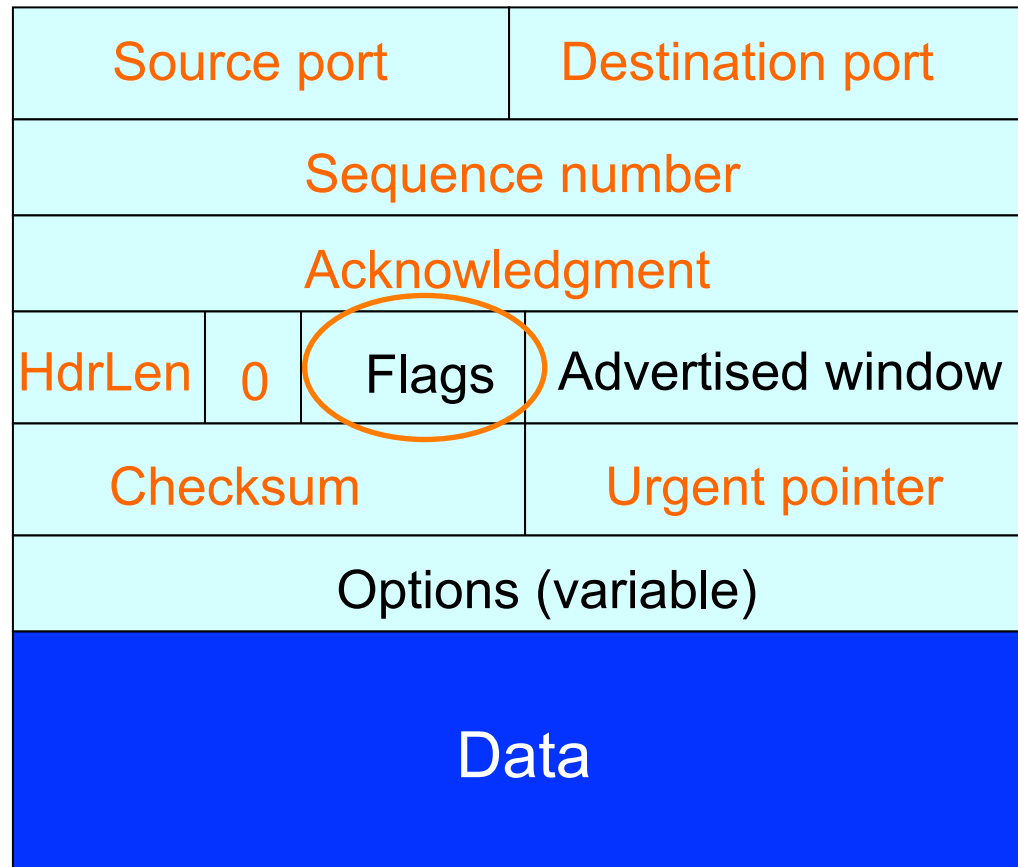 Source port Destination port
Sequence number
Acknowledgment
HdrLen 0 Flags Advertised window
Checksum Urgent pointer
Options (variable)
Data